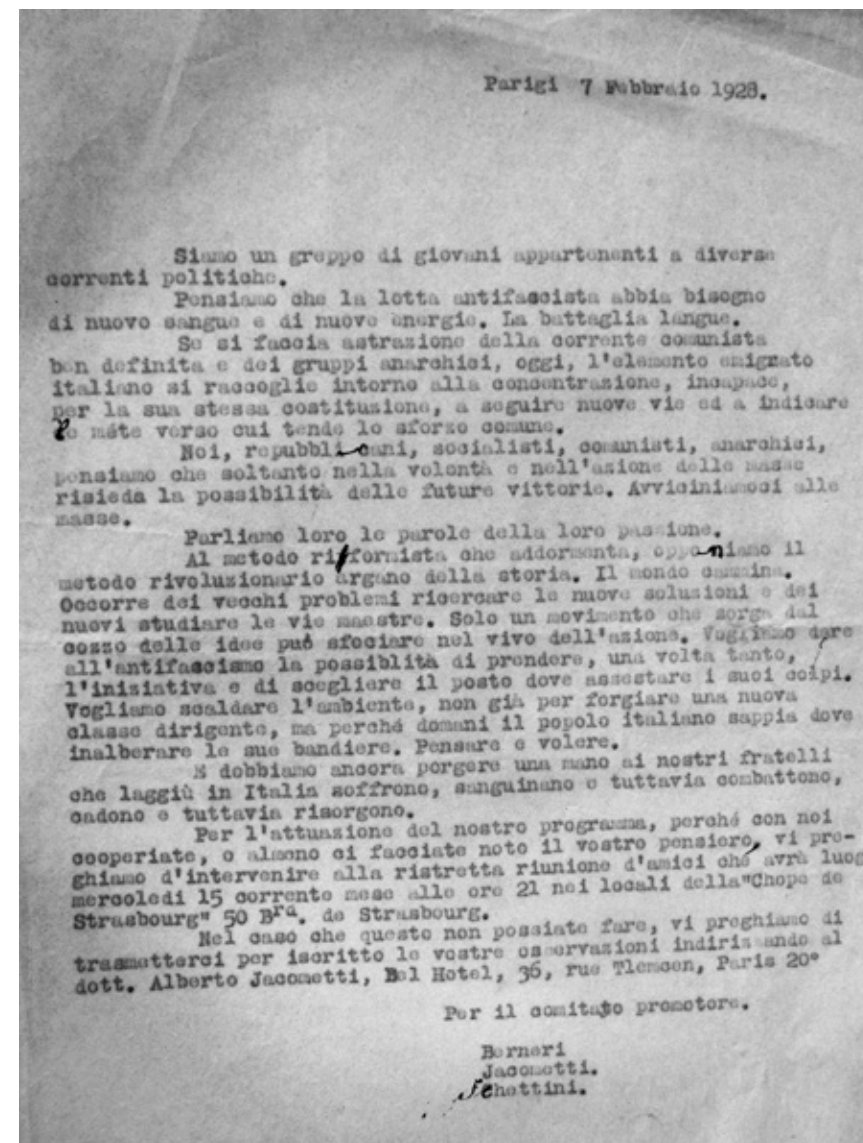 Parigi 7 Febbraio 1928.
Siamo un gruppo di giovani appartenenti a diverse
correnti politiche.
Pensiamo che la lotta antifascista abbia bisogno
di nuovo sangue e di nuove energie. La battaglia langue.
Se si faccia astrazione della corrente comunista
ben definita e dei gruppi anarchici, oggi, l'elemento emigrato
italiano si raccoglie intorno alla concentrazione, incapace,
per la sua stessa costituzione, a seguire nuove vie ed a indicare
le mète verso cui tende lo sforzo comune.
Noi, repubblicani, socialisti, comunisti, anarchici,
pensiamo che soltanto nella volontà e nell'azione delle masse
risieda la possibilità delle future vittorie. Avviciniamoci alle
masse.
Parliamo loro le parole della loro passione.
Al metodo riformista che addormenta, opponiamo il
metodo rivoluzionario argano della storia. Il mondo cammina.
Occorre dei vecchi problemi ricercare le nuove soluzioni e dei
nuovi studiare le vie maestre. Solo un movimento che sorga dal
cozzo delle idee può sfociare nel vivo dell'azione. Vogliamo dare
all'antifascismo la possiblità di prendere, una volta tanto,
l'iniziativa e di scegliere il posto dove assestare i suoi colpi.
Vogliamo scaldare l'ambiente, non già per forgiare una nuova
classe dirigente, ma perché domani il popolo italiano sappia dove
inalberare le sue bandiere. Pensare e volere.
E dobbiamo ancora porgere una mano ai nostri fratelli
che laggiù in Italia soffrono, sanguinano e tuttavia combattono,
cadono e tuttavia risorgono.
Per l'attuazione del nostro programma, perché con noi
cooperiate, o almeno ci facciate noto il vostro pensiero, vi pre-
ghiamo d'intervenire alla ristretta riunione d'amici che avrà luog
mercoledi 15 corrente mese alle ore 21 nei locali della "Chope de
Strasbourg" 50 Brd. de Strasbourg.
Nel caso che questo non possiate fare, vi preghiamo di
trasmetterci per iscritto le vostre osservazioni indirizzando al
dott. Alberto Jacometti, Bel Hotel, 36, rue Tlemcen, Paris 20°
Per il comitato promotore.
Berneri
Jacometti.
Schettini.